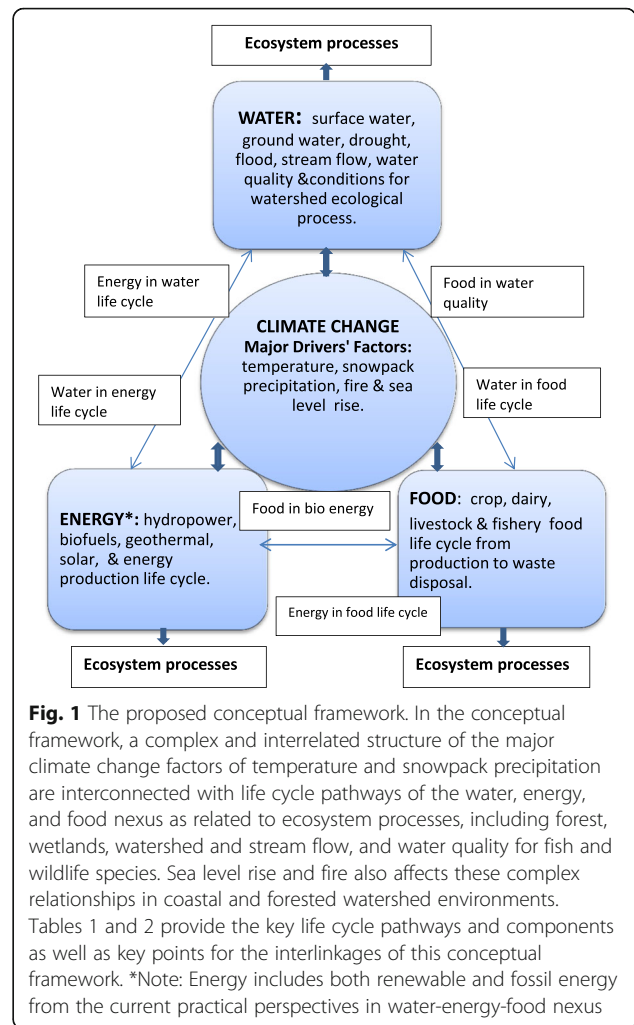 Ecosystem processes
WATER: surface water,
ground water, drought,
flood, stream flow, water
quality &conditions for
watershed ecological
process.
Energy in water
life cycle
Food in water
quality
CLIMATE CHANGE
Major Drivers' Factors:
temperature, snowpack
precipitation, fire & sea
level rise.
Water in energy
life cycle
Water in food
life cycle
ENERGY*: hydropower,
biofuels, geothermal,
solar, & energy
production life cycle.
Food in bio energy
FOOD: crop, dairy,
livestock & fishery food
life cycle from
production to waste
disposal.
Energy in food life cycle
Ecosystem processes
Ecosystem processes
Fig. 1 The proposed conceptual framework. In the conceptual
framework, a complex and interrelated structure of the major
climate change factors of temperature and snowpack precipitation
are interconnected with life cycle pathways of the water, energy,
and food nexus as related to ecosystem processes, including forest,
wetlands, watershed and stream flow, and water quality for fish and
wildlife species. Sea level rise and fire also affects these complex
relationships in coastal and forested watershed environments.
Tables 1 and 2 provide the key life cycle pathways and components
as well as key points for the interlinkages of this conceptual
framework. *Note: Energy includes both renewable and fossil energy
from the current practical perspectives in water-energy-food nexus